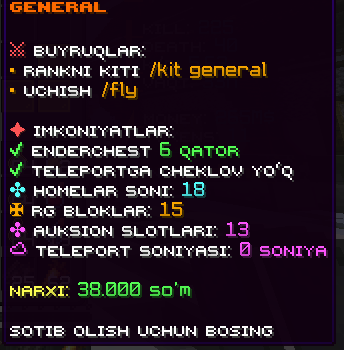 GENERAL
BUYRUQLAR:
• RANKNI KITI /kit general
• UCHISH /fly
IMKONIYATLAR:
✓ ENDERCHEST 6 QATOR
✓ TELEPORTGA CHEKLOV YO'Q
HOMELAR SONI: 18
RG BLOKLAR: 15
AUKSION SLOTLARI: 13
TELEPORT SONIYASI: 0 SONIYA
NARXI: 38.000 so'm
SOTIB OLISH UCHUN BOSING